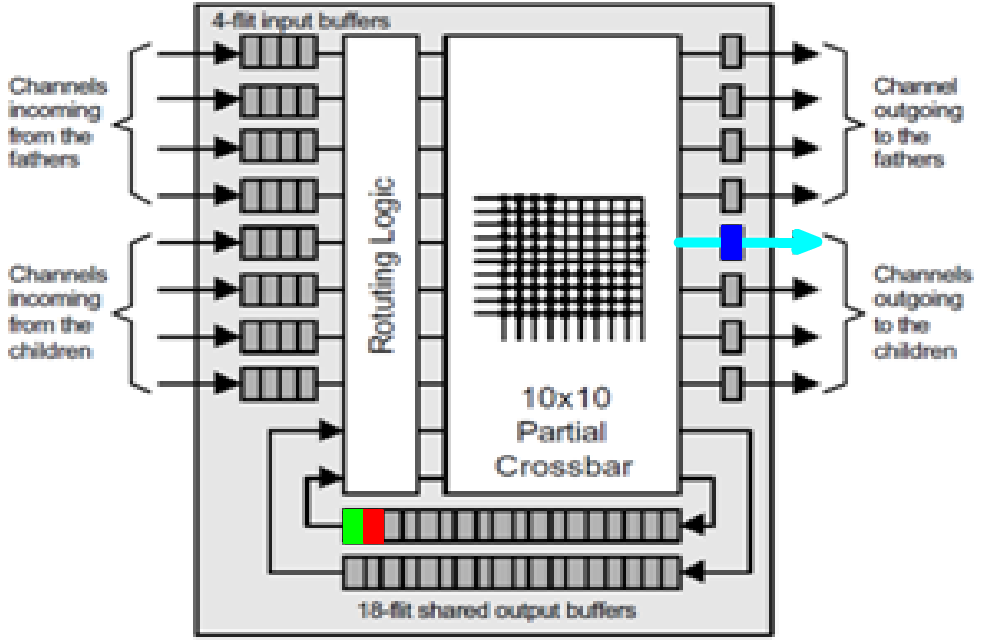 4-flit input buffers
Channels
incoming
from the
fathers
Channels
incoming
from the
children
Rotuting Logic
10x10
Partial
Crossbar
Channel
outgoing
to the
fathers
Channels
outgoing
to the
children
18-flit shared output buffers